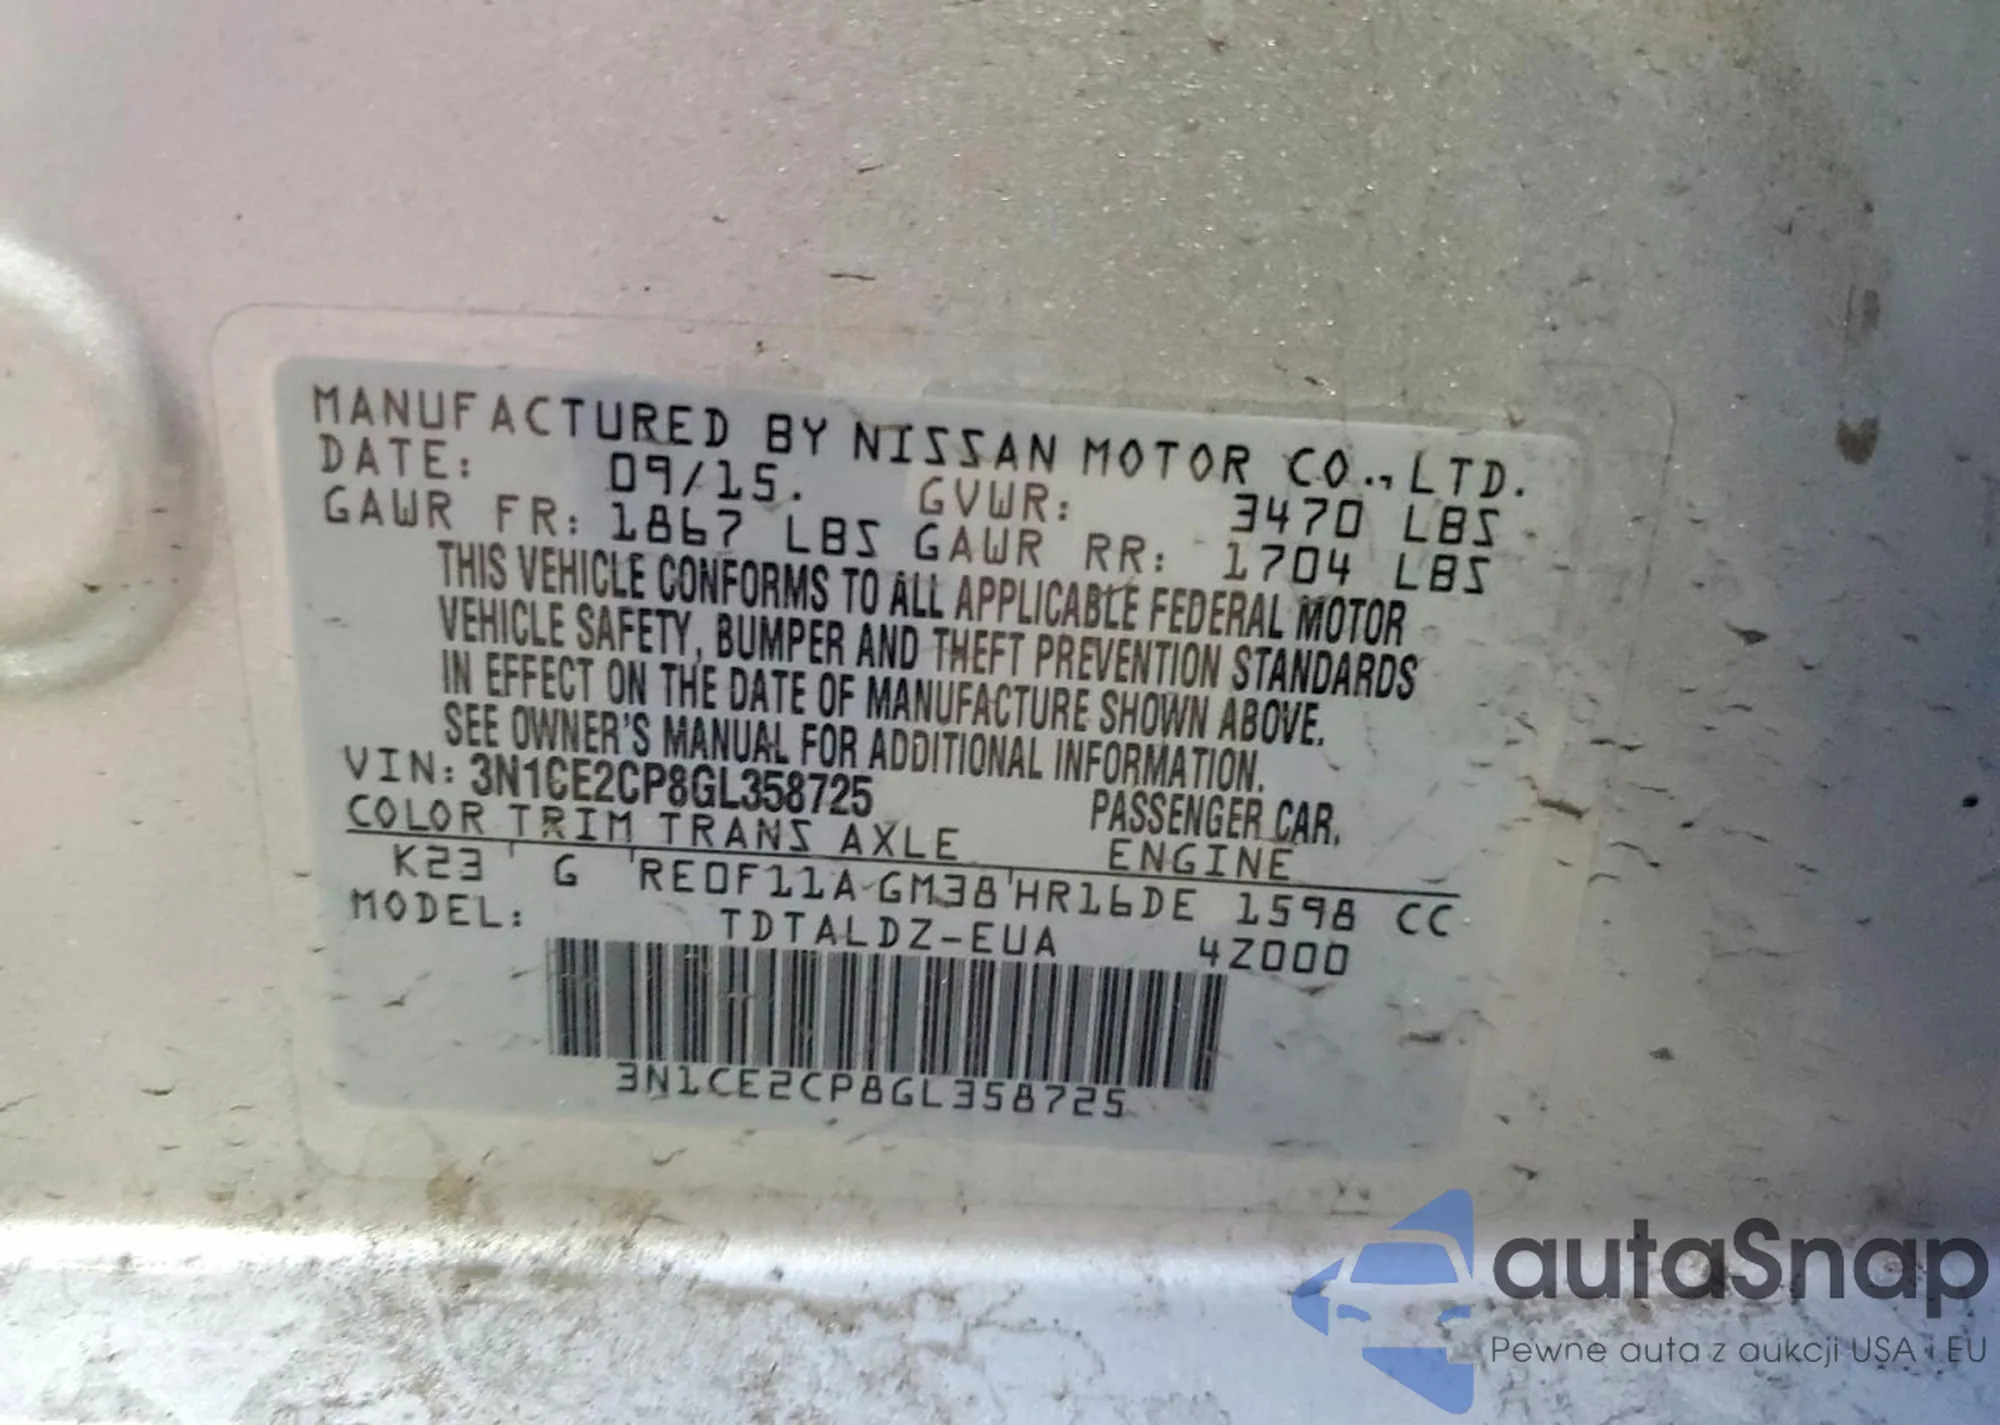 MANUFACTURED BY NISSAN MOTOR CO., LTD.
DATE: 09/15. GVWR: 3470 LBS
GAWR FR: 1867 LBS GAWR RR: 1704 LBS
THIS VEHICLE CONFORMS TO ALL APPLICABLE FEDERAL MOTOR
VEHICLE SAFETY, BUMPER AND THEFT PREVENTION STANDARDS
IN EFFECT ON THE DATE OF MANUFACTURE SHOWN ABOVE.
SEE OWNER'S MANUAL FOR ADDITIONAL INFORMATION.
VIN: 3N1CE2CP8GL358725 PASSENGER CAR.
COLOR TRIM TRANS AXLE ENGINE
K23 G RE0F11A GM38 HR16DE 1598 CC
MODEL: TDTALDZ-EUA 4Z000
3N1CE2CP8GL358725
autaSnap
Pewne auta z aukcji USA i EU